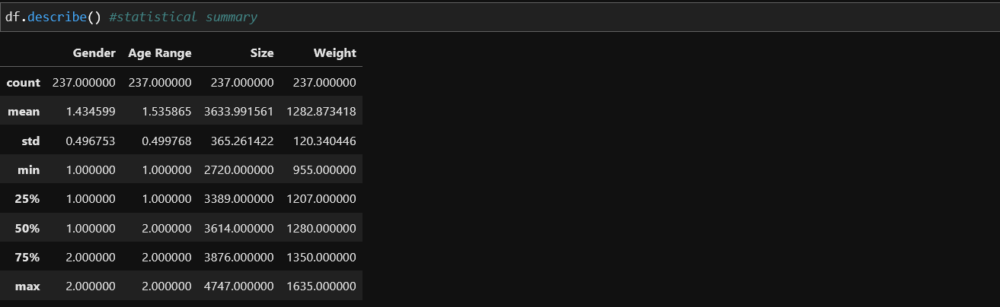 df.describe() #statistical summary
Gender Age Range Size Weight
count 237.000000 237.000000 237.000000 237.000000
mean 1.434599 1.535865 3633.991561 1282.873418
std 0.496753 0.499768 365.261422 120.340446
min 1.000000 1.000000 2720.000000 955.000000
25% 1.000000 1.000000 3389.000000 1207.000000
50% 1.000000 2.000000 3614.000000 1280.000000
75% 2.000000 2.000000 3876.000000 1350.000000
max 2.000000 2.000000 4747.000000 1635.000000